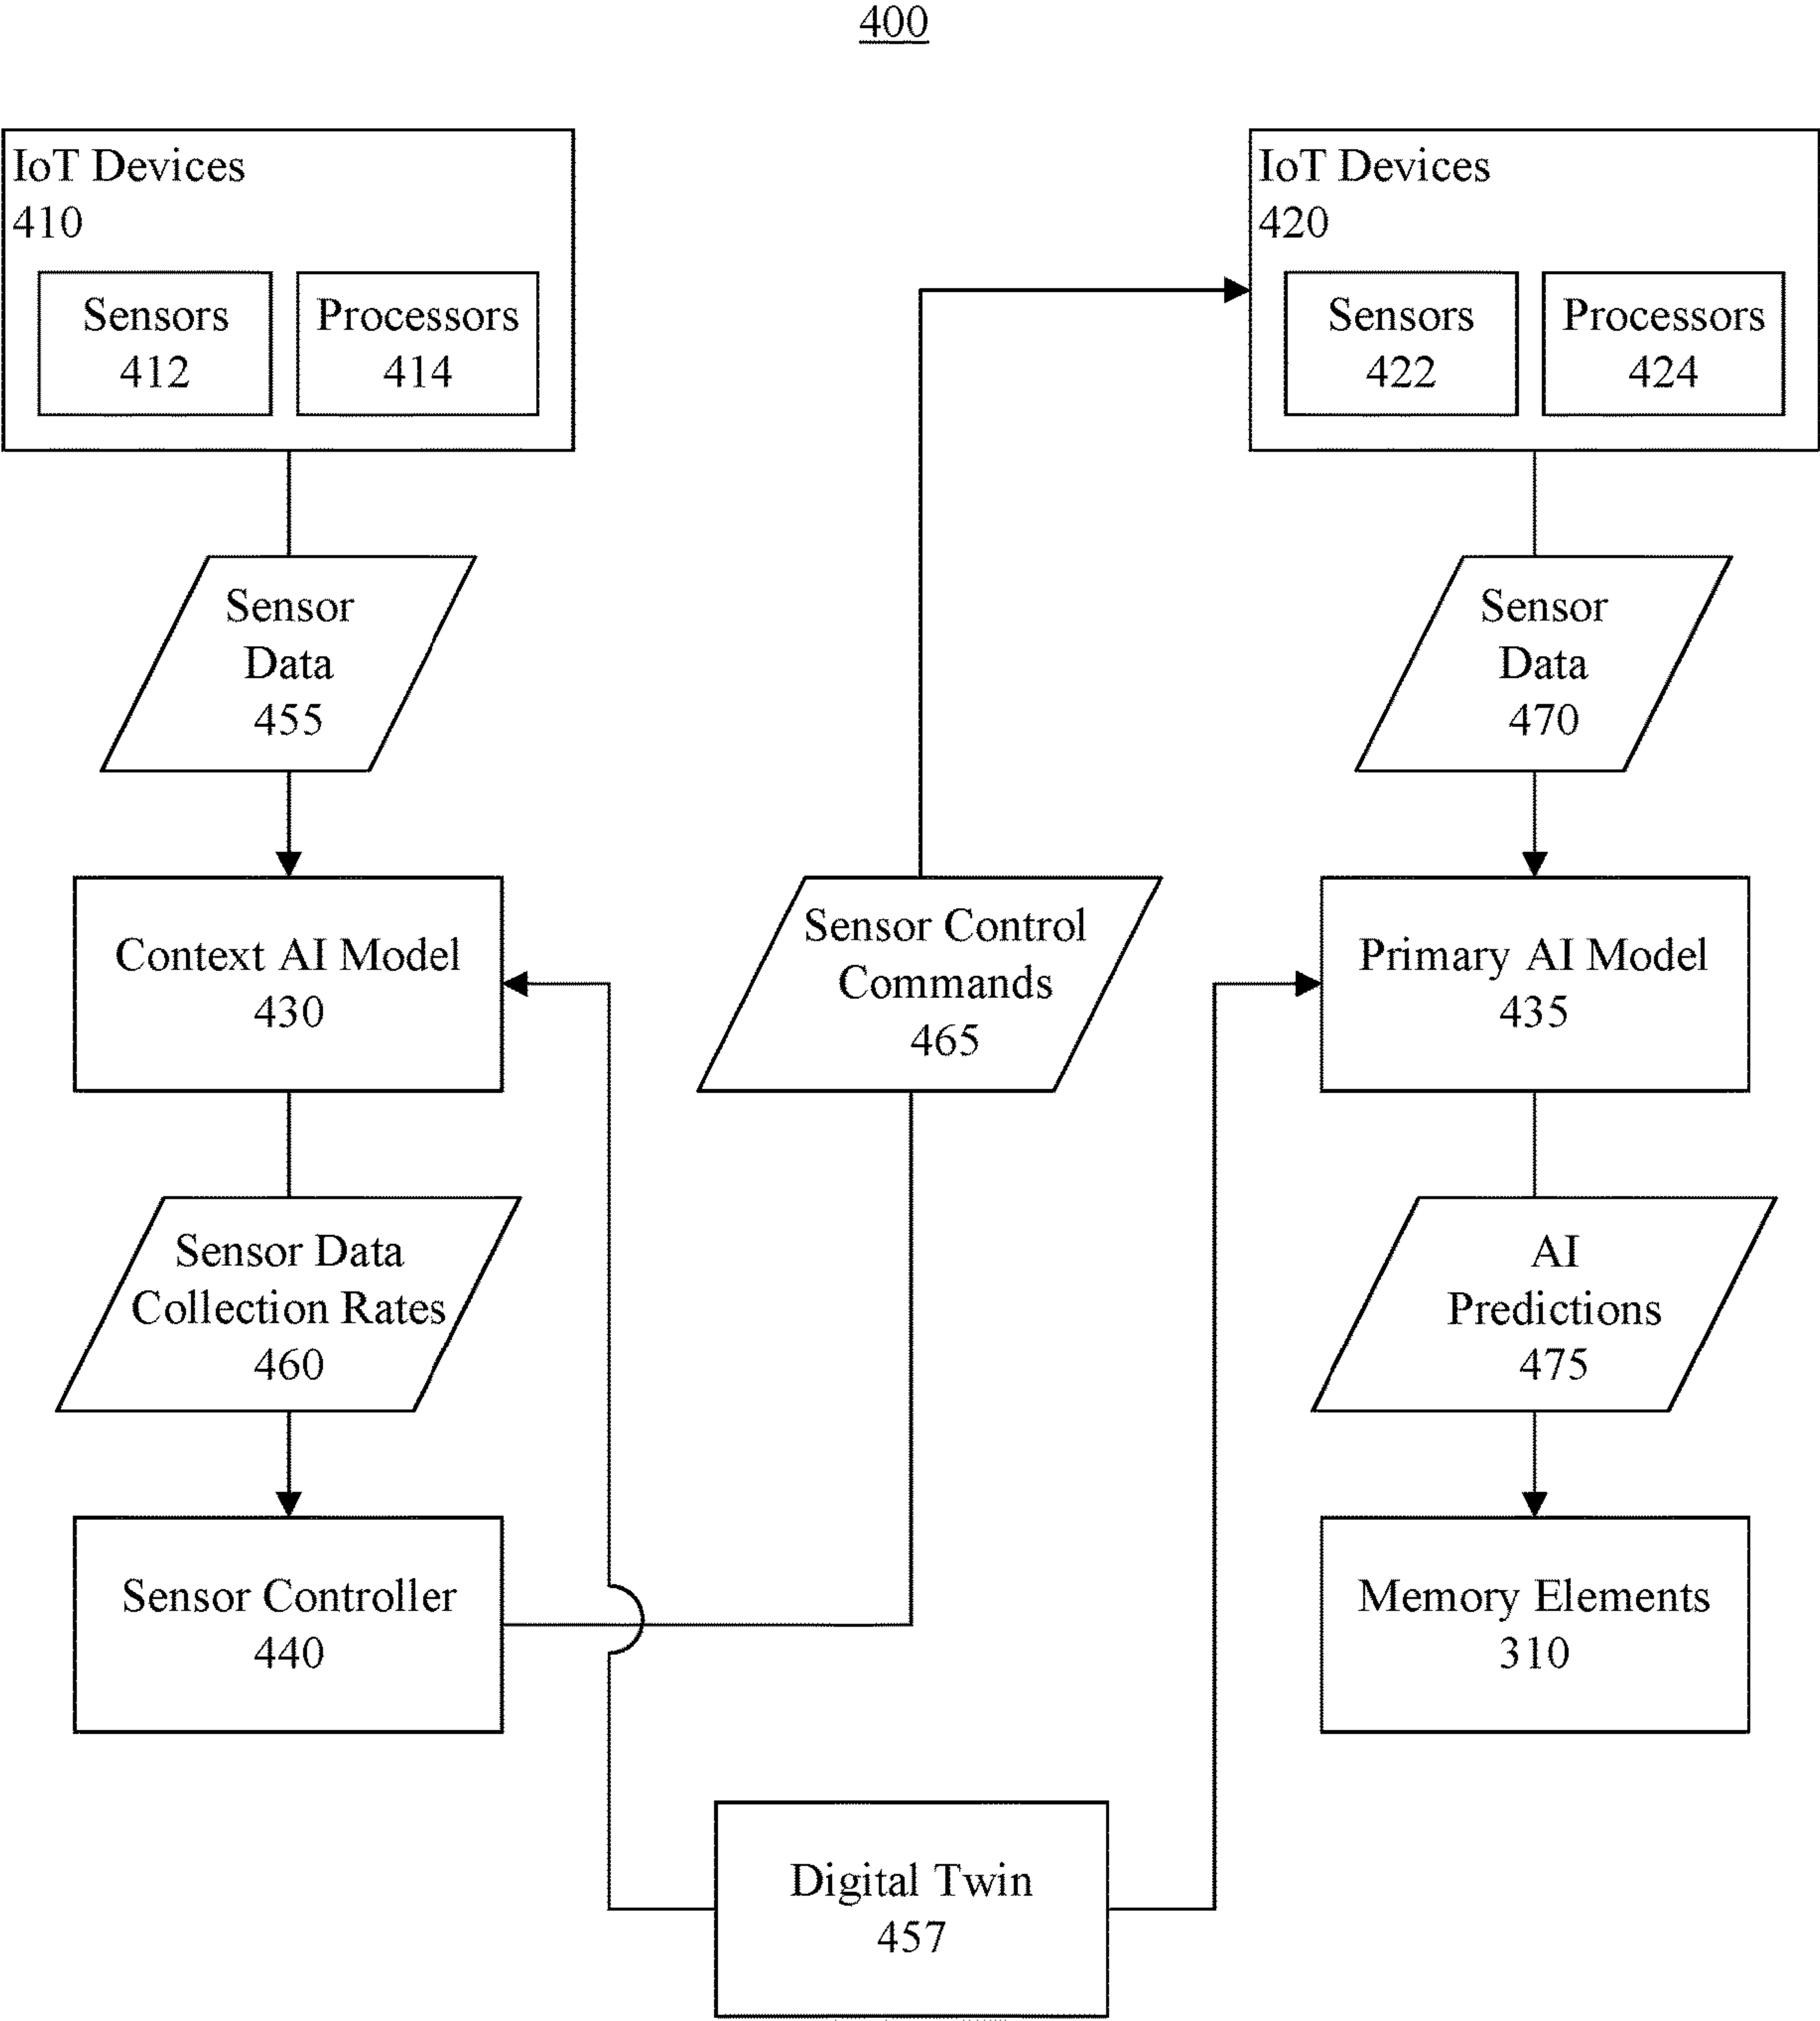 400
IoT Devices
410
Sensors
412
Processors
414
IoT Devices
420
Sensors
422
Processors
424
Sensor
Data
455
Sensor
Data
470
Context AI Model
430
Sensor Control
Commands
465
Primary AI Model
435
Sensor Data
Collection Rates
460
AI
Predictions
475
Sensor Controller
440
Memory Elements
310
Digital Twin
457